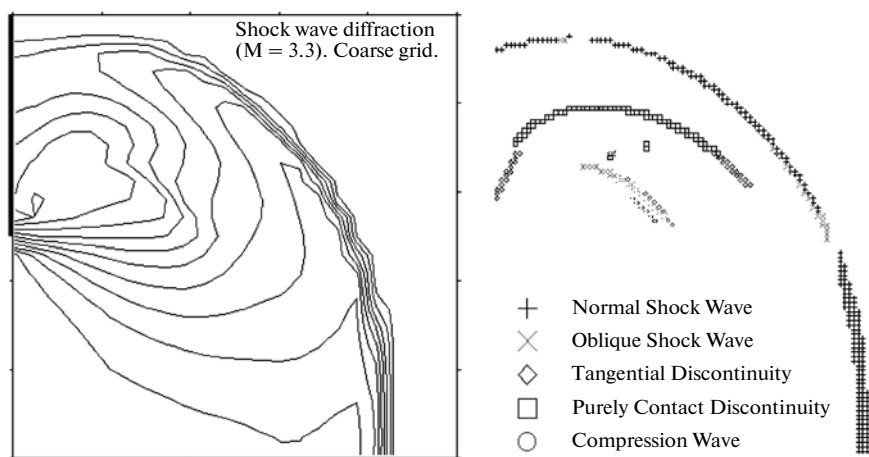 Shock wave diffraction
(M = 3.3). Coarse grid.
Normal Shock Wave
Oblique Shock Wave
Tangential Discontinuity
Purely Contact Discontinuity
Compression Wave